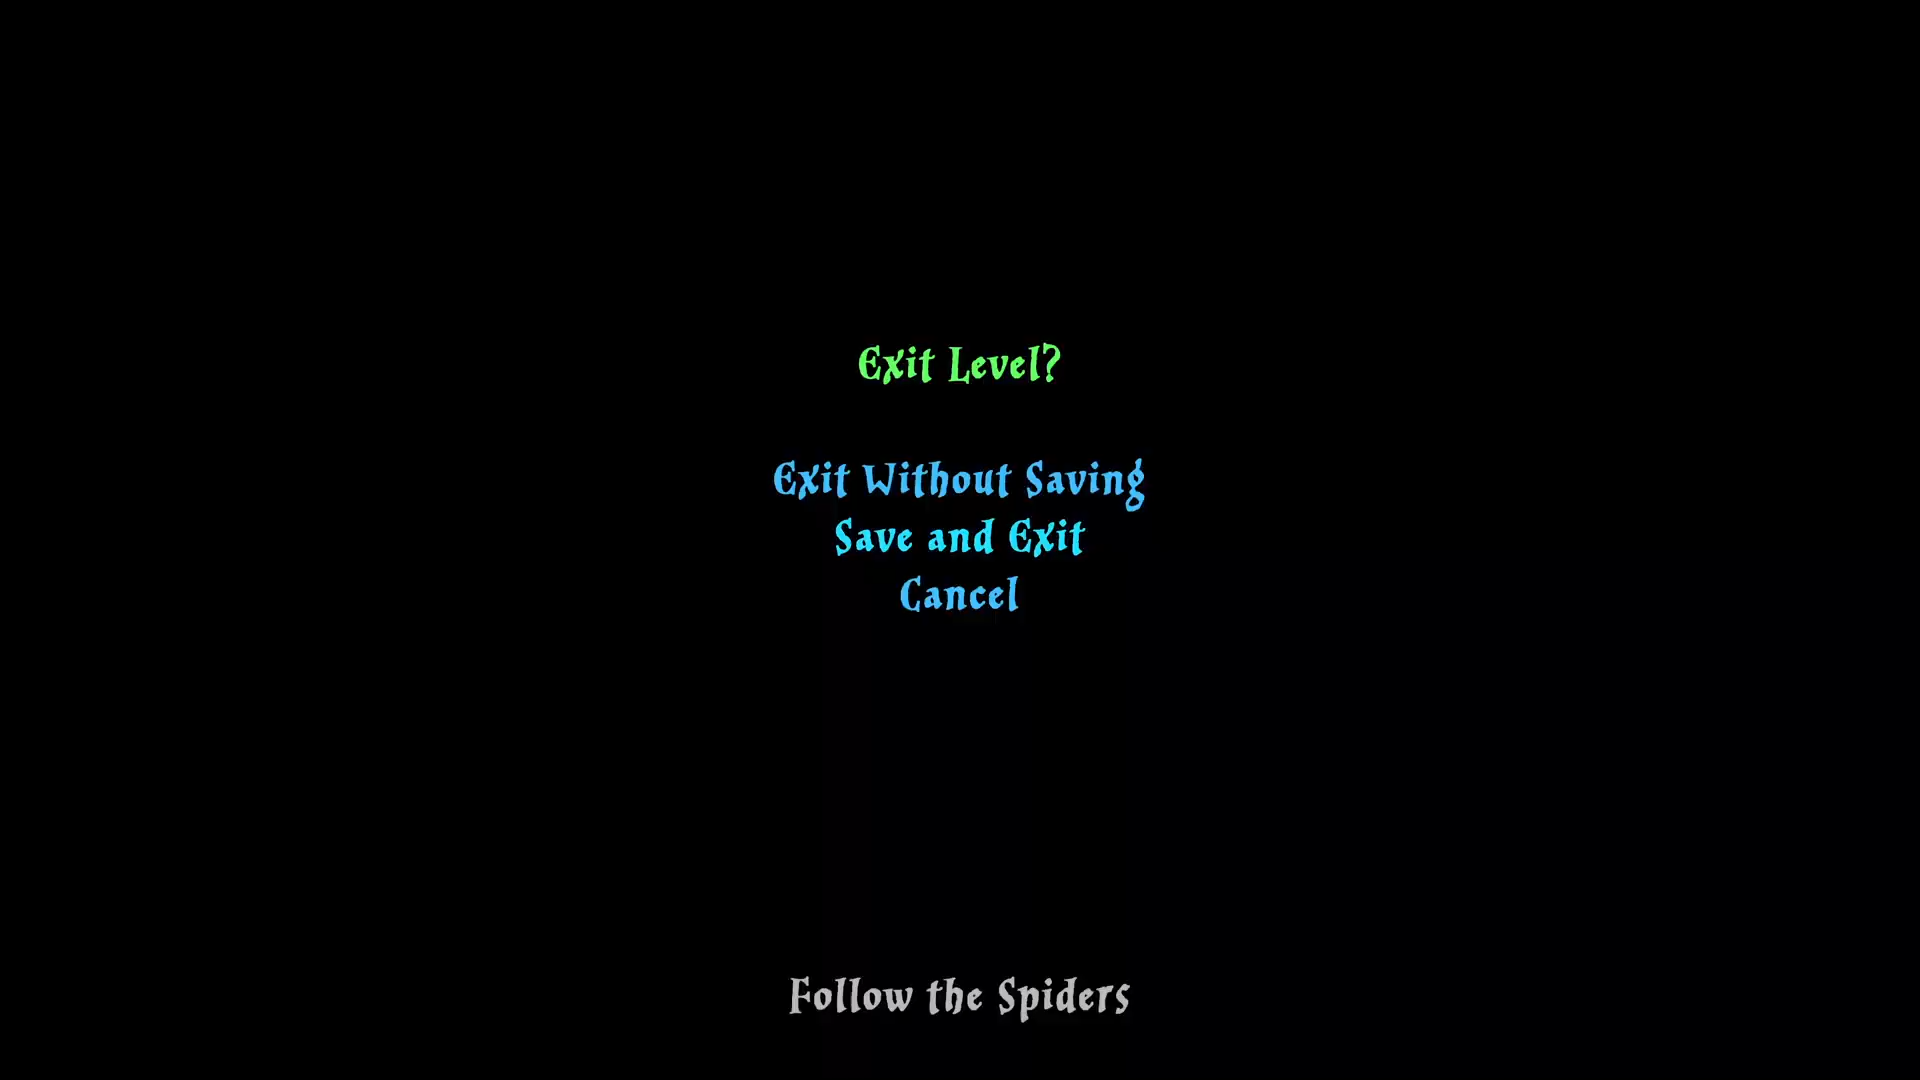 Exit Level?
Exit Without Saving
Save and Exit
Cancel
Follow the Spiders